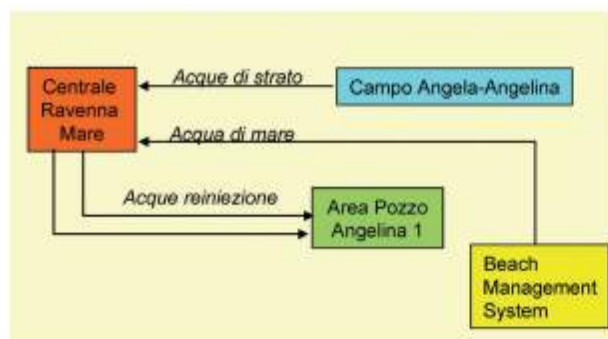 Centrale
Ravenna
Mare
Acque di strato
Campo Angela-Angelina
Acqua di mare
Acque reiniezione
Area Pozzo
Angelina 1
Beach
Management
System